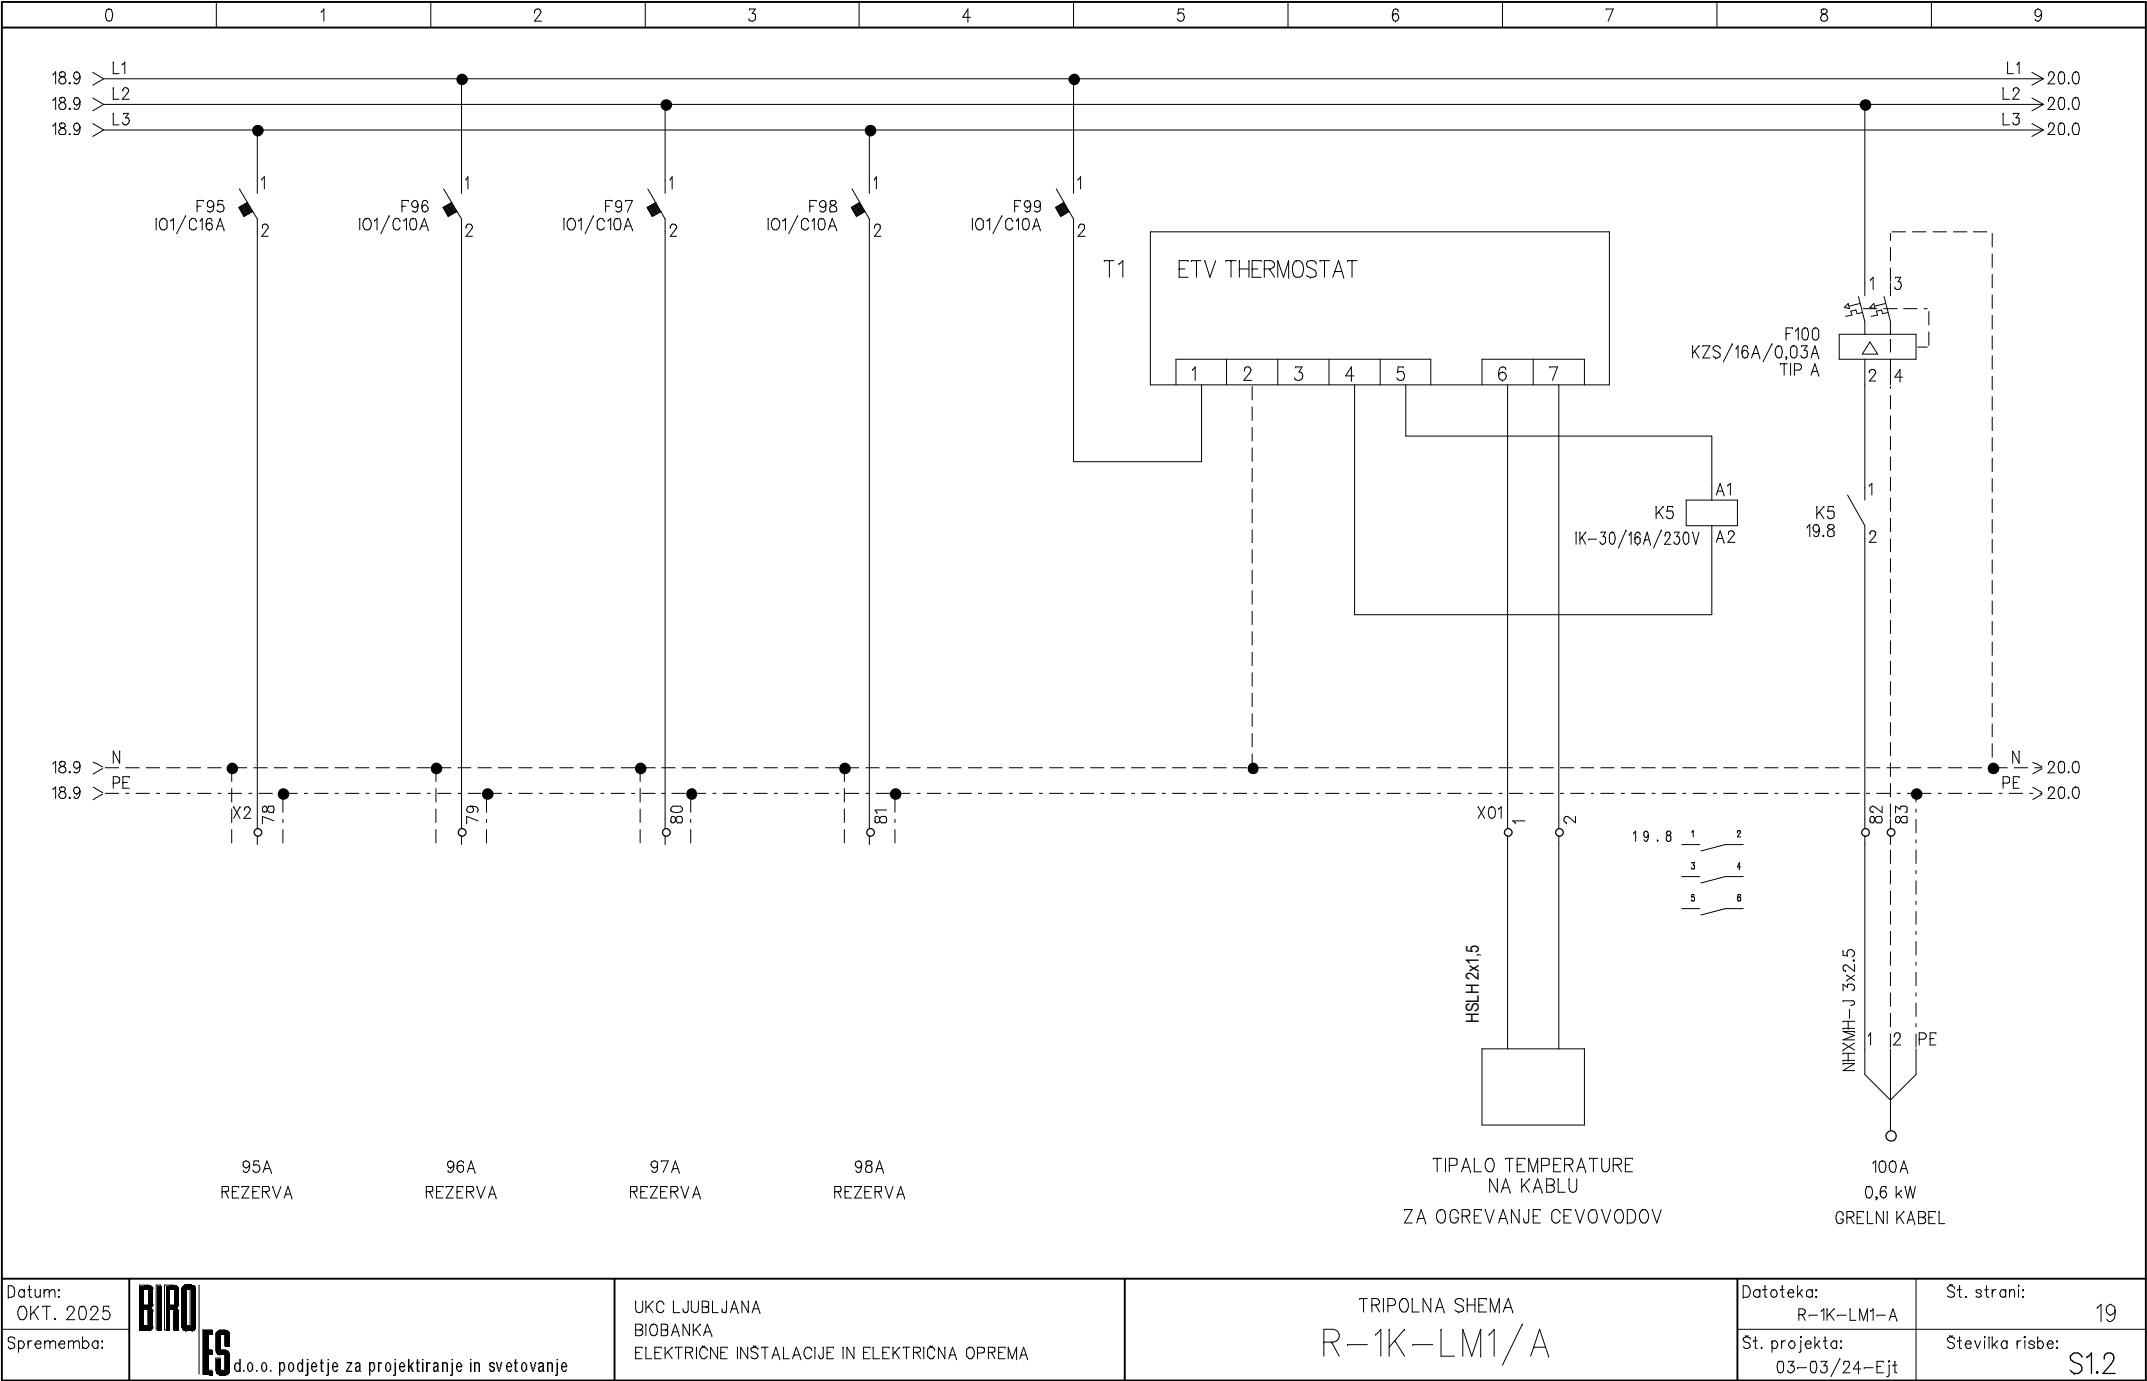 0 1 2 3 4 5 6 7 8 9
18.9 L1 L1 20.0
18.9 L2 L2 20.0
18.9 L3 L3 20.0
1 1 1 1 1
F95 F96 F97 F98 F99
IO1/C16A IO1/C10A IO1/C10A IO1/C10A IO1/C10A
2 2 2 2 2
T1 ETV THERMOSTAT
1 3
F100
KZS/16A/0,03A
TIP A
2 4
1 2 3 4 5 6 7
A1
K5
IK-30/16A/230V A2
1
K5
19.8
2
18.9 N N 20.0
18.9 PE PE 20.0
X2 78 79 80 81 X01 1 2 82 83
19.8 1 2
3 4
5 6
HSLH 2x1,5
NHXMH-J 3x2.5
1 2 PE
95A 96A 97A 98A
REZERVA REZERVA REZERVA REZERVA
TIPALO TEMPERATURE
NA KABLU
ZA OGREVANJE CEVOVODOV
100A
0,6 kW
GRELNI KABEL
Datum:
OKT. 2025
Sprememba:
BIRO
ES d.o.o. podjetje za projektiranje in svetovanje
UKC LJUBLJANA
BIOBANKA
ELEKTRIČNE INŠTALACIJE IN ELEKTRIČNA OPREMA
TRIPOLNA SHEMA
R-1K-LM1/A
Datoteka:
R-1K-LM1-A
Št. projekta:
03-03/24-Ejt
Št. strani:
19
Številka risbe:
S1.2